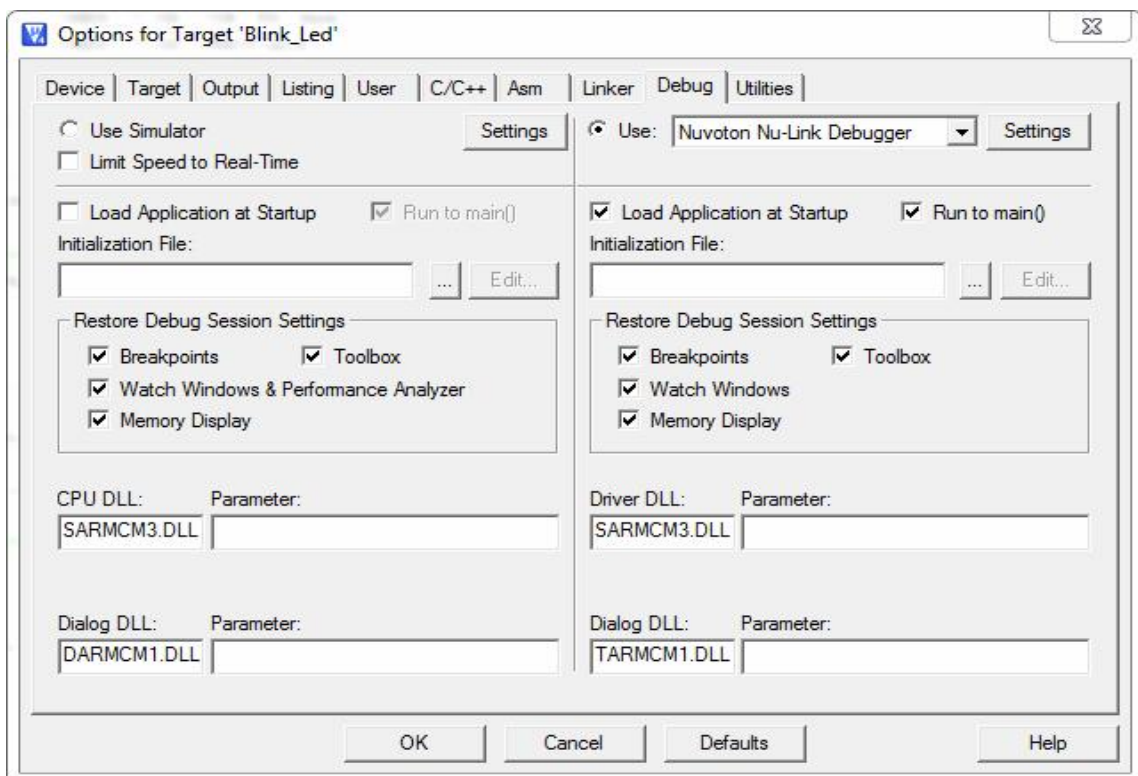 Options for Target 'Blink_Led'
Device Target Output Listing User C/C++ Asm Linker Debug Utilities
Use Simulator Settings
Limit Speed to Real-Time
Use: Nuvoton Nu-Link Debugger Settings
Load Application at Startup Run to main()
Initialization File:
... Edit...
Restore Debug Session Settings
Breakpoints Toolbox
Watch Windows & Performance Analyzer
Memory Display
CPU DLL: Parameter:
SARMCM3.DLL
Dialog DLL: Parameter:
DARMCM1.DLL
Load Application at Startup Run to main()
Initialization File:
... Edit...
Restore Debug Session Settings
Breakpoints Toolbox
Watch Windows
Memory Display
Driver DLL: Parameter:
SARMCM3.DLL
Dialog DLL: Parameter:
TARMCM1.DLL
OK Cancel Defaults Help